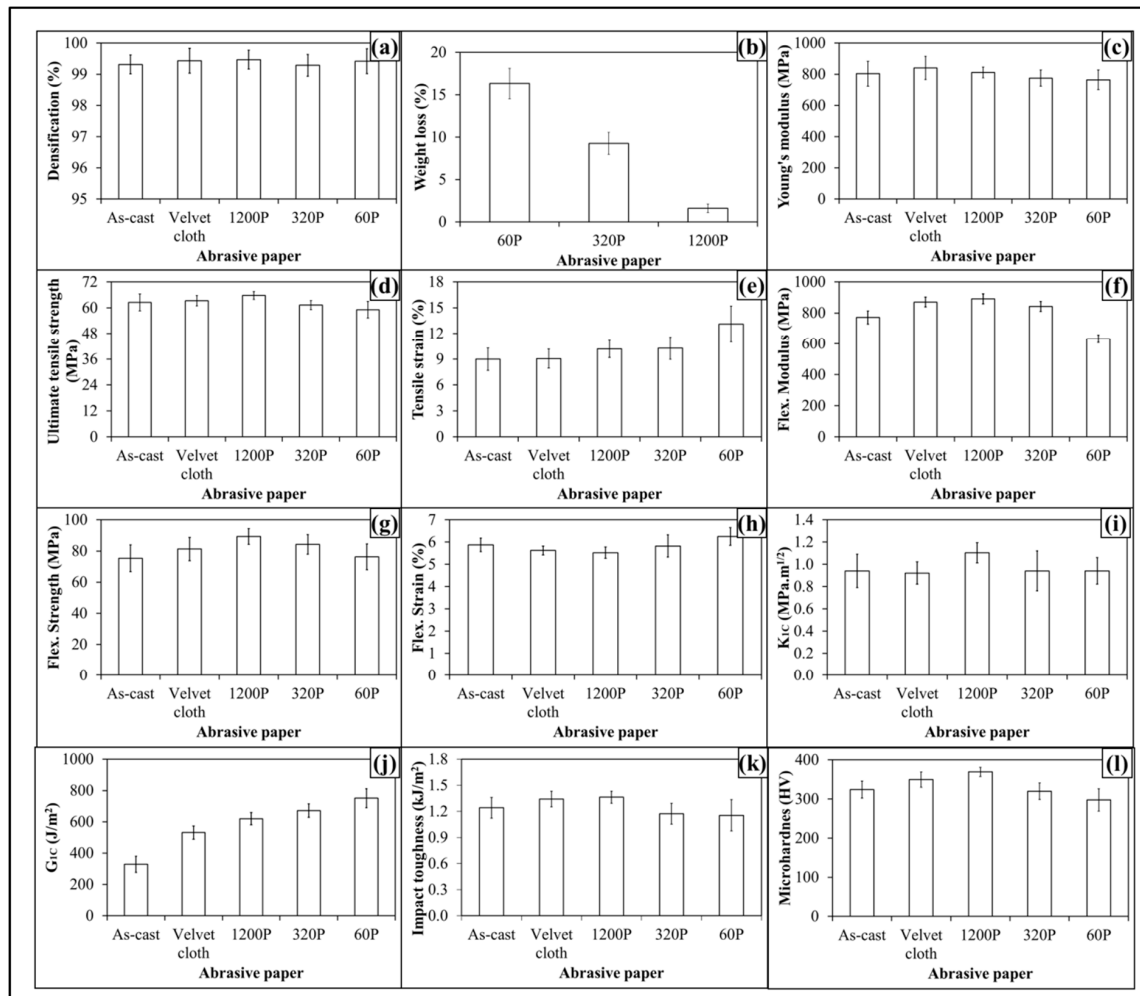 (a)
Densification (%)
100
99
98
97
96
95
As-cast Velvet cloth 1200P 320P 60P
Abrasive paper
(b)
Weight loss (%)
20
15
10
5
0
60P 320P 1200P
Abrasive paper
(c)
Young's modulus (MPa)
1000
800
600
400
200
0
As-cast Velvet cloth 1200P 320P 60P
Abrasive paper
(d)
Ultimate tensile strength
(MPa)
72
60
48
36
24
12
0
As-cast Velvet cloth 1200P 320P 60P
Abrasive paper
(e)
Tensile strain (%)
18
15
12
9
6
3
0
As-cast Velvet cloth 1200P 320P 60P
Abrasive paper
(f)
Flex. Modulus (MPa)
1000
800
600
400
200
0
As-cast Velvet cloth 1200P 320P 60P
Abrasive paper
(g)
Flex. Strength (MPa)
100
80
60
40
20
0
As-cast Velvet cloth 1200P 320P 60P
Abrasive paper
(h)
Flex. Strain (%)
7
6
5
4
3
2
1
0
As-cast Velvet cloth 1200P 320P 60P
Abrasive paper
(i)
K1C (MPa.m1/2)
1.4
1.2
1.0
0.8
0.6
0.4
0.2
0.0
As-cast Velvet cloth 1200P 320P 60P
Abrasive paper
(j)
G1C (J/m²)
1000
800
600
400
200
0
As-cast Velvet cloth 1200P 320P 60P
Abrasive paper
(k)
Impact toughness (kJ/m²)
1.8
1.5
1.2
0.9
0.6
0.3
0.0
As-cast Velvet cloth 1200P 320P 60P
Abrasive paper
(l)
Microhardnes (HV)
400
300
200
100
0
As-cast Velvet cloth 1200P 320P 60P
Abrasive paper